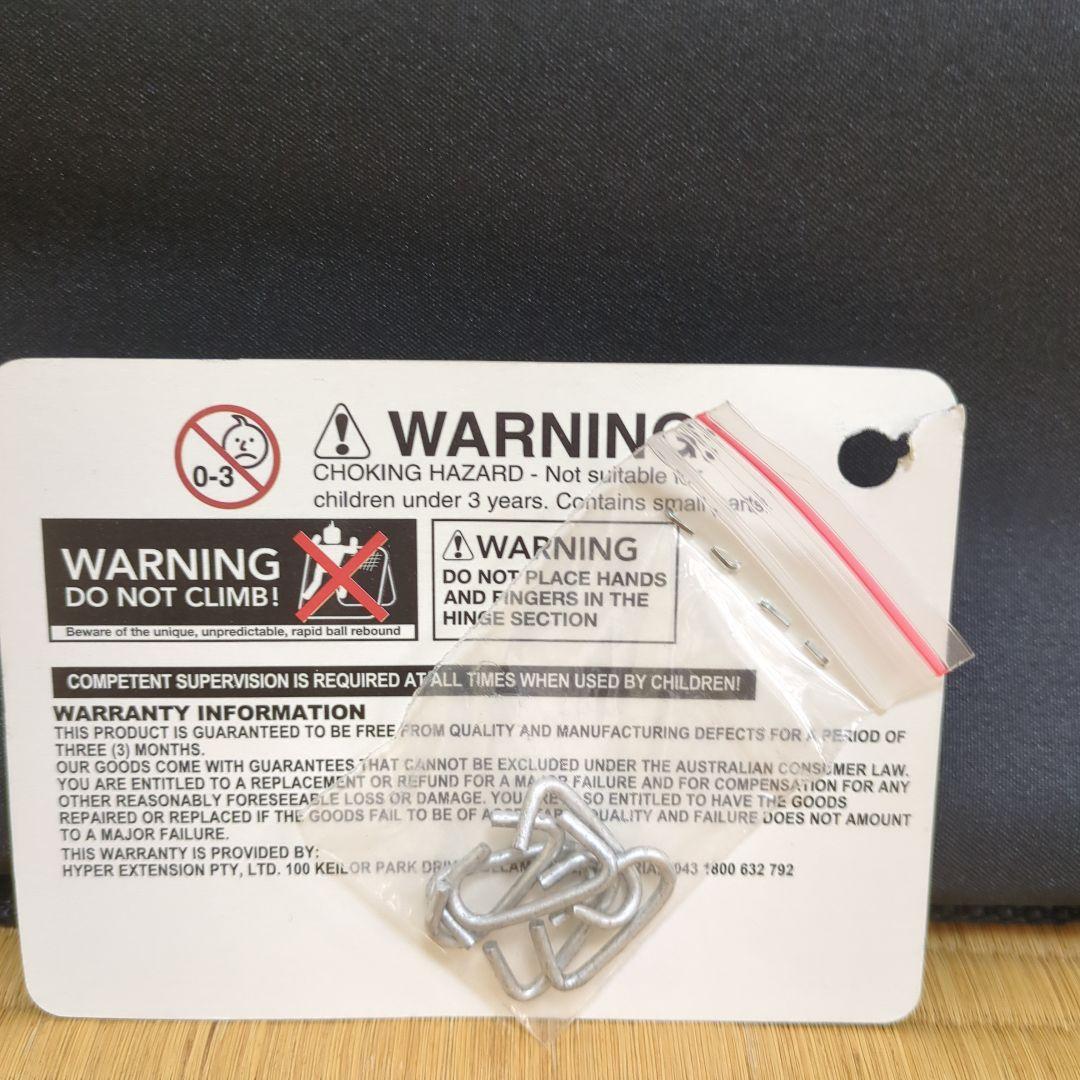 0-3
WARNING:
CHOKING HAZARD - Not suitable for
children under 3 years. Contains small parts.
WARNING
DO NOT CLIMB!
Beware of the unique, unpredictable, rapid ball rebound
WARNING
DO NOT PLACE HANDS
AND FINGERS IN THE
HINGE SECTION
COMPETENT SUPERVISION IS REQUIRED AT ALL TIMES WHEN USED BY CHILDREN!
WARRANTY INFORMATION
THIS PRODUCT IS GUARANTEED TO BE FREE FROM QUALITY AND MANUFACTURING DEFECTS FOR A PERIOD OF
THREE (3) MONTHS.
OUR GOODS COME WITH GUARANTEES THAT CANNOT BE EXCLUDED UNDER THE AUSTRALIAN CONSUMER LAW.
YOU ARE ENTITLED TO A REPLACEMENT OR REFUND FOR A MAJOR FAILURE AND FOR COMPENSATION FOR ANY
OTHER REASONABLY FORESEEABLE LOSS OR DAMAGE. YOU ARE ALSO ENTITLED TO HAVE THE GOODS
REPAIRED OR REPLACED IF THE GOODS FAIL TO BE OF ACCEPTABLE QUALITY AND FAILURE DOES NOT AMOUNT
TO A MAJOR FAILURE.
THIS WARRANTY IS PROVIDED BY:
HYPER EXTENSION PTY, LTD. 100 KEILOR PARK 1800 632 792